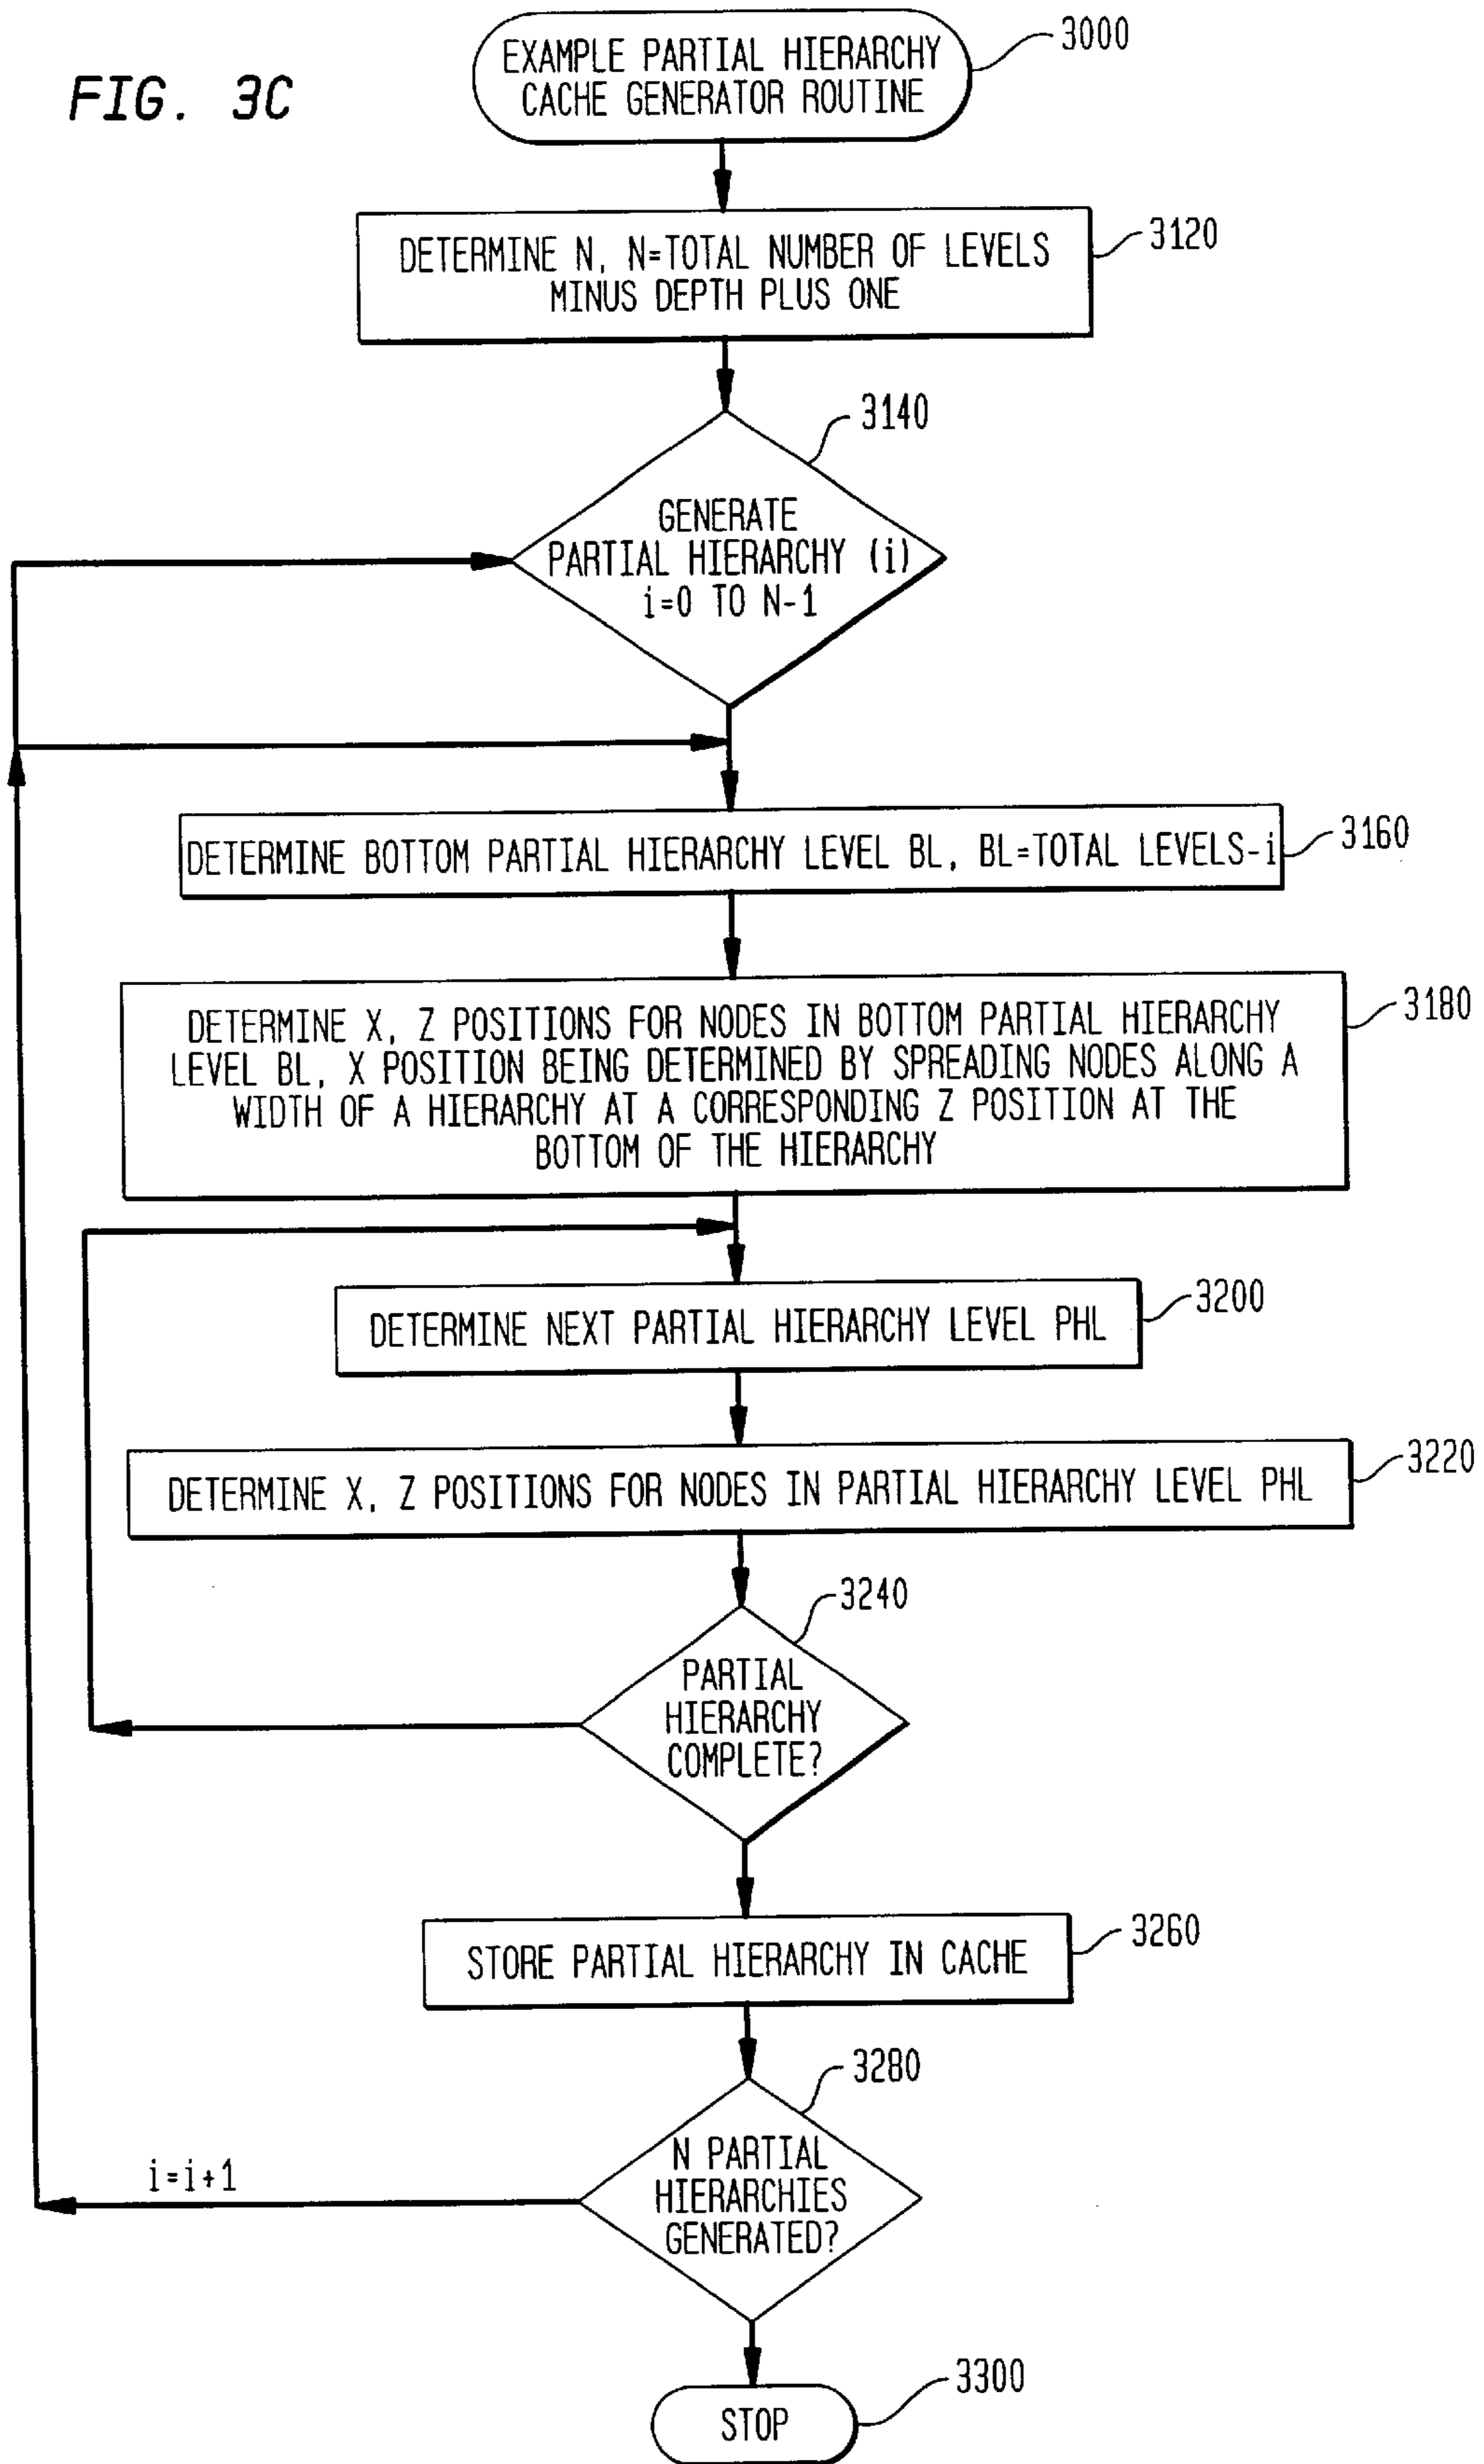 FIG. 3C
EXAMPLE PARTIAL HIERARCHY
CACHE GENERATOR ROUTINE
3000
DETERMINE N, N=TOTAL NUMBER OF LEVELS
MINUS DEPTH PLUS ONE
3120
3140
GENERATE
PARTIAL HIERARCHY (i)
i=0 TO N-1
DETERMINE BOTTOM PARTIAL HIERARCHY LEVEL BL, BL=TOTAL LEVELS-i
3160
DETERMINE X, Z POSITIONS FOR NODES IN BOTTOM PARTIAL HIERARCHY
LEVEL BL, X POSITION BEING DETERMINED BY SPREADING NODES ALONG A
WIDTH OF A HIERARCHY AT A CORRESPONDING Z POSITION AT THE
BOTTOM OF THE HIERARCHY
3180
DETERMINE NEXT PARTIAL HIERARCHY LEVEL PHL
3200
DETERMINE X, Z POSITIONS FOR NODES IN PARTIAL HIERARCHY LEVEL PHL
3220
3240
PARTIAL
HIERARCHY
COMPLETE?
STORE PARTIAL HIERARCHY IN CACHE
3260
3280
N PARTIAL
HIERARCHIES
GENERATED?
i=i+1
STOP
3300